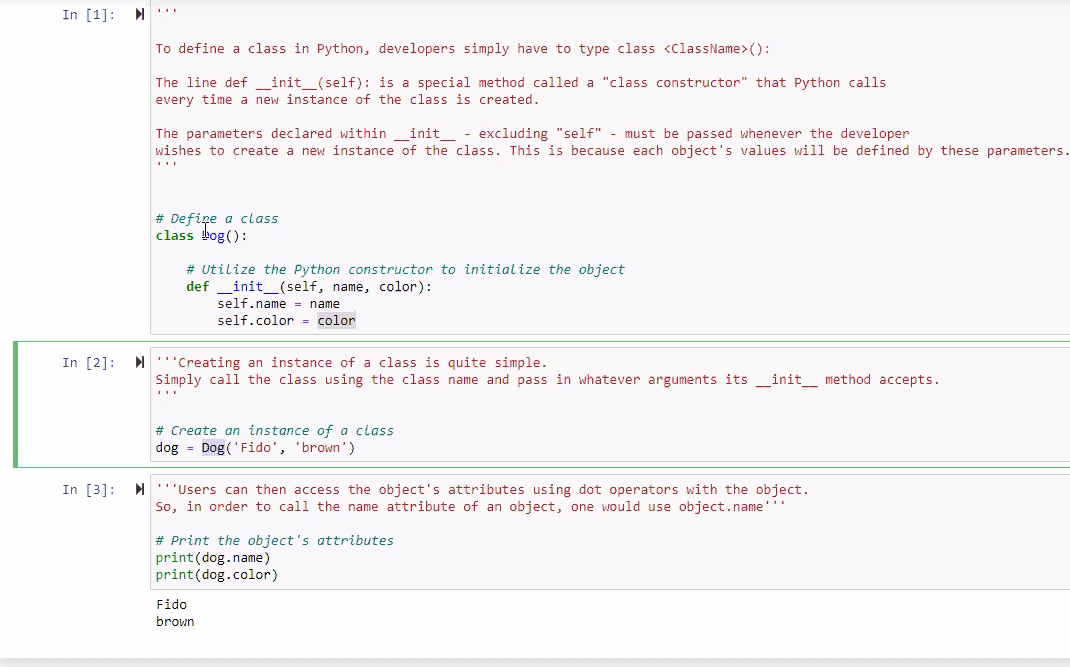 In [1]:
'''
To define a class in Python, developers simply have to type class <ClassName>():
The line def __init__(self): is a special method called a "class constructor" that Python calls
every time a new instance of the class is created.
The parameters declared within __init__ - excluding "self" - must be passed whenever the developer
wishes to create a new instance of the class. This is because each object's values will be defined by these parameters.
'''
# Define a class
class Dog():
# Utilize the Python constructor to initialize the object
def __init__(self, name, color):
self.name = name
self.color = color
In [2]:
'''Creating an instance of a class is quite simple.
Simply call the class using the class name and pass in whatever arguments its __init__ method accepts.
'''
# Create an instance of a class
dog = Dog('Fido', 'brown')
In [3]:
'''Users can then access the object's attributes using dot operators with the object.
So, in order to call the name attribute of an object, one would use object.name'''
# Print the object's attributes
print(dog.name)
print(dog.color)
Fido
brown